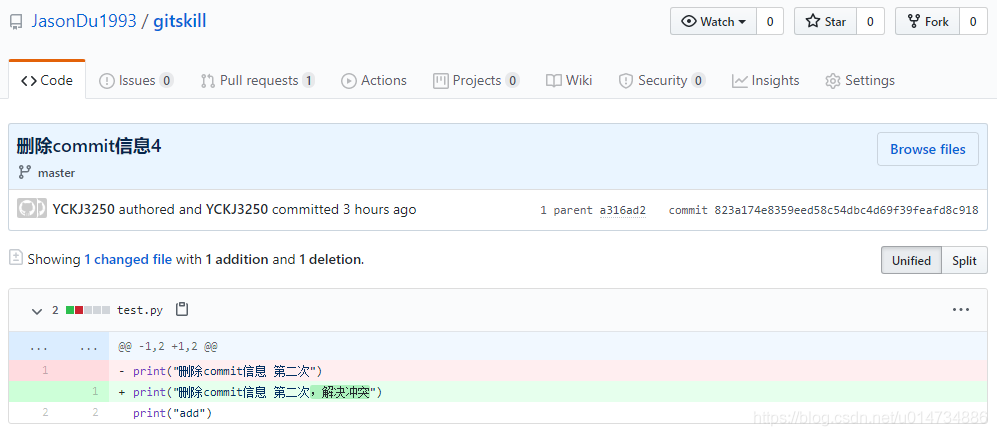 JasonDu1993 / gitskill Watch 0 Star 0 Fork 0
Code Issues 0 Pull requests 1 Actions Projects 0 Wiki Security 0 Insights Settings
删除commit信息4 Browse files
master
YCKJ3250 authored and YCKJ3250 committed 3 hours ago 1 parent a316ad2 commit 823a174e8359eed58c54dbc4d69f39feafd8c918
Showing 1 changed file with 1 addition and 1 deletion. Unified Split
2 test.py ...
... ... @@ -1,2 +1,2 @@
1 - print("删除commit信息 第二次")
1 + print("删除commit信息 第二次，解决冲突")
2 2 print("add")
https://blog.csdn.net/u014734886